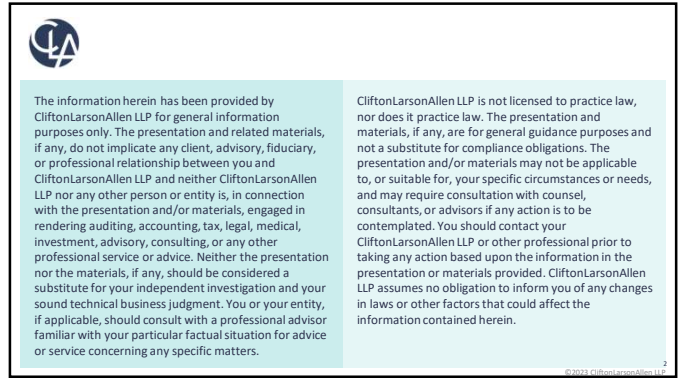 CLA
The information herein has been provided by
CliftonLarsonAllen LLP for general information
purposes only. The presentation and related materials,
if any, do not implicate any client, advisory, fiduciary,
or professional relationship between you and
CliftonLarsonAllen LLP and neither CliftonLarsonAllen
LLP nor any other person or entity is, in connection
with the presentation and/or materials, engaged in
rendering auditing, accounting, tax, legal, medical,
investment, advisory, consulting, or any other
professional service or advice. Neither the presentation
nor the materials, if any, should be considered a
substitute for your independent investigation and your
sound technical business judgment. You or your entity,
if applicable, should consult with a professional advisor
familiar with your particular factual situation for advice
or service concerning any specific matters.
CliftonLarsonAllen LLP is not licensed to practice law,
nor does it practice law. The presentation and
materials, if any, are for general guidance purposes and
not a substitute for compliance obligations. The
presentation and/or materials may not be applicable
to, or suitable for, your specific circumstances or needs,
and may require consultation with counsel,
consultants, or advisors if any action is to be
contemplated. You should contact your
CliftonLarsonAllen LLP or other professional prior to
taking any action based upon the information in the
presentation or materials provided. CliftonLarsonAllen
LLP assumes no obligation to inform you of any changes
in laws or other factors that could affect the
information contained herein.
2
©2023 CliftonLarsonAllen LLP